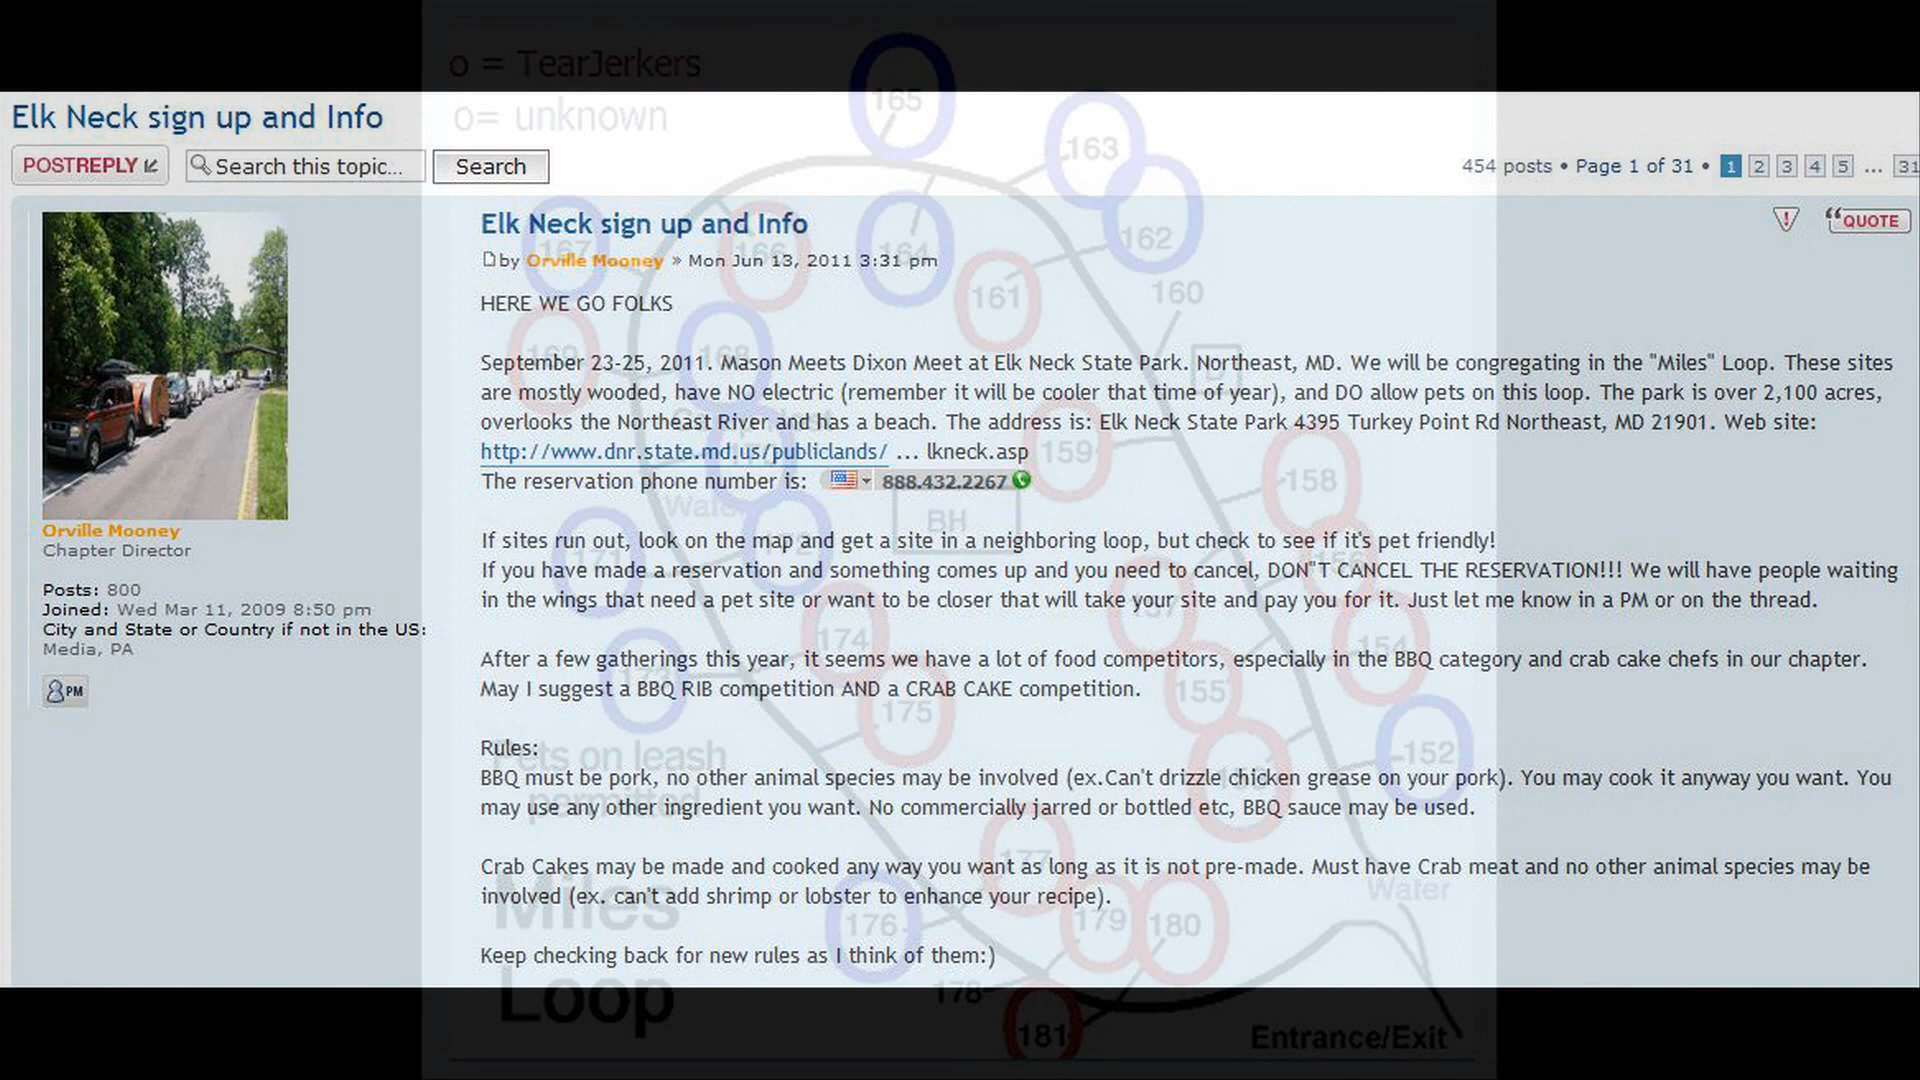 o = TearJerkers
o= unknown
Elk Neck sign up and Info
POSTREPLY
Search this topic...
Search
454 posts • Page 1 of 31 • 1 2 3 4 5 ... 31
Elk Neck sign up and Info
QUOTE
by Orville Mooney » Mon Jun 13, 2011 3:31 pm
HERE WE GO FOLKS
September 23-25, 2011. Mason Meets Dixon Meet at Elk Neck State Park. Northeast, MD. We will be congregating in the "Miles" Loop. These sites
are mostly wooded, have NO electric (remember it will be cooler that time of year), and DO allow pets on this loop. The park is over 2,100 acres,
overlooks the Northeast River and has a beach. The address is: Elk Neck State Park 4395 Turkey Point Rd Northeast, MD 21901. Web site:
http://www.dnr.state.md.us/publiclands/ ... lkneck.asp
The reservation phone number is: 888.432.2267
If sites run out, look on the map and get a site in a neighboring loop, but check to see if it's pet friendly!
If you have made a reservation and something comes up and you need to cancel, DON"T CANCEL THE RESERVATION!!! We will have people waiting
in the wings that need a pet site or want to be closer that will take your site and pay you for it. Just let me know in a PM or on the thread.
After a few gatherings this year, it seems we have a lot of food competitors, especially in the BBQ category and crab cake chefs in our chapter.
May I suggest a BBQ RIB competition AND a CRAB CAKE competition.
Rules:
BBQ must be pork, no other animal species may be involved (ex.Can't drizzle chicken grease on your pork). You may cook it anyway you want. You
may use any other ingredient you want. No commercially jarred or bottled etc, BBQ sauce may be used.
Crab Cakes may be made and cooked any way you want as long as it is not pre-made. Must have Crab meat and no other animal species may be
involved (ex. can't add shrimp or lobster to enhance your recipe).
Keep checking back for new rules as I think of them:)
Orville Mooney
Chapter Director
Posts: 800
Joined: Wed Mar 11, 2009 8:50 pm
City and State or Country if not in the US:
Media, PA
PM
165
163
162
167
166
164
161
160
169
168
159
158
BH
Water
171
172
157
174
154
173
155
175
152
Pets on leash
permitted
177
Water
176
179
180
Miles
Loop
178
181
Entrance/Exit